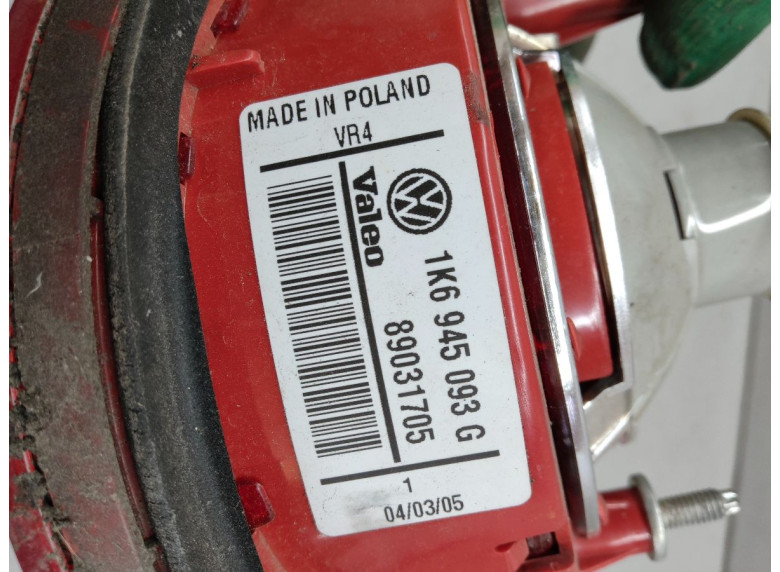 MADE IN POLAND
VR4
Valeo
1K6 945 093 G
89031705
1
04/03/05